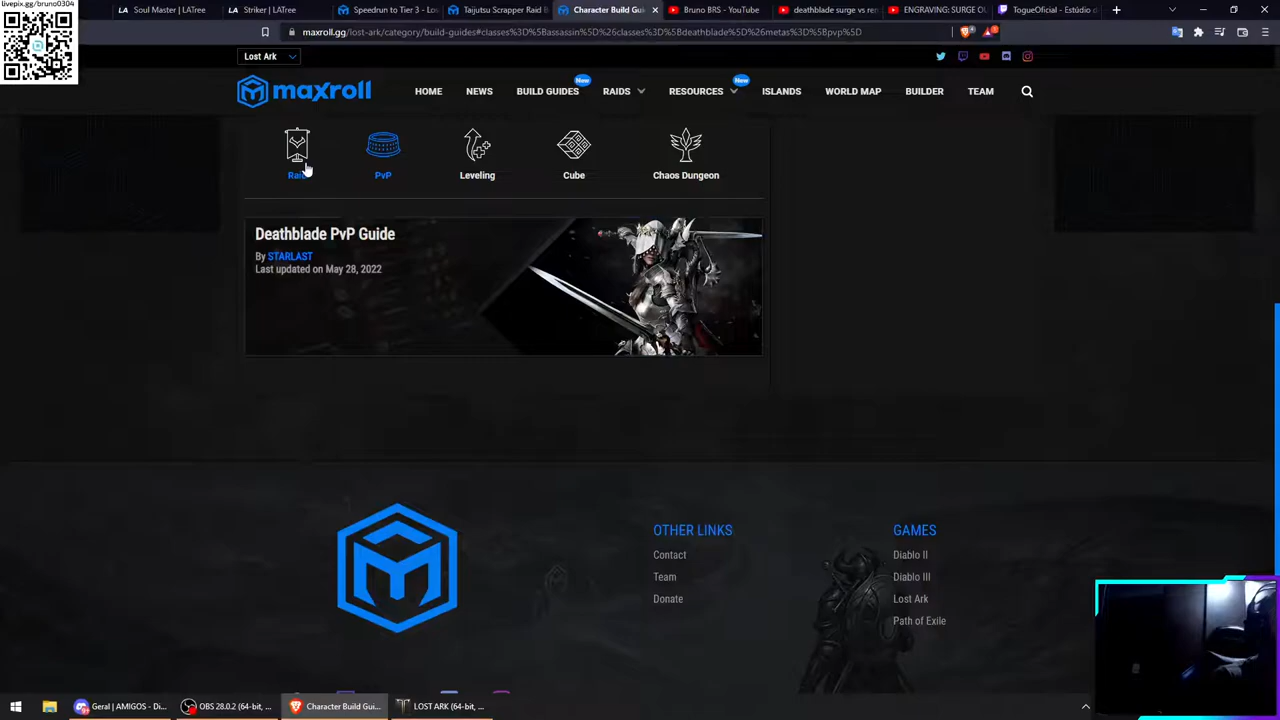 livepix.gg/bruno0304
Soul Master | LATree
Striker | LATree
Speedrun to Tier 3 - Lo
Taijutsu Scrapper Raid B
Character Build Gui
Bruno BRS - YouTube
deathblade surge vs re
ENGRAVING: SURGE O
TogueOficial - Estúdio d
maxroll.gg/lost-ark/category/build-guides#classes%3D%5Bassassin%5D%26classes%3D%5Bdeathblade%5D%26metas%3D%5Bpvp%5D
Lost Ark
maxroll
HOME
NEWS
BUILD GUIDES
New
RAIDS
RESOURCES
New
ISLANDS
WORLD MAP
BUILDER
TEAM
Raid
PvP
Leveling
Cube
Chaos Dungeon
Deathblade PvP Guide
By STARLAST
Last updated on May 28, 2022
OTHER LINKS
Contact
Team
Donate
GAMES
Diablo II
Diablo III
Lost Ark
Path of Exile
Geral | AMIGOS - Di...
OBS 28.0.2 (64-bit, ...
Character Build Gui...
LOST ARK (64-bit, ...